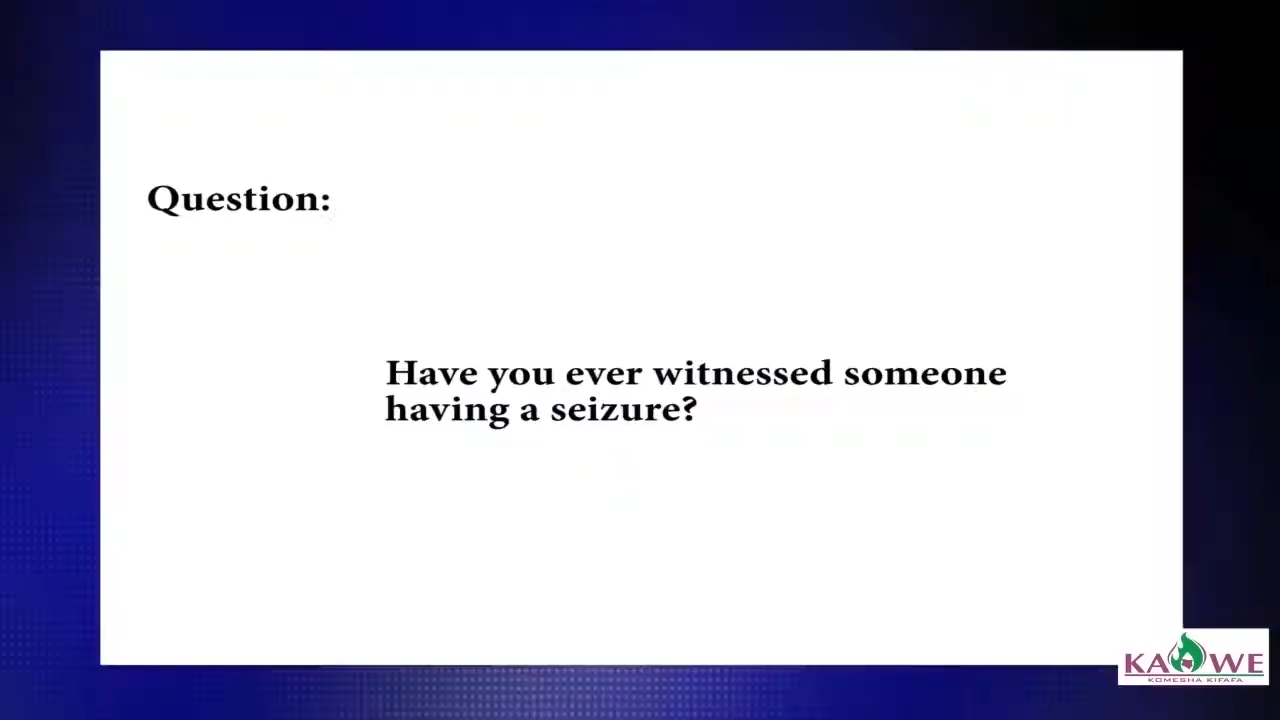 Question:
Have you ever witnessed someone
having a seizure?
KAWE
KOMESHA KIFAFA